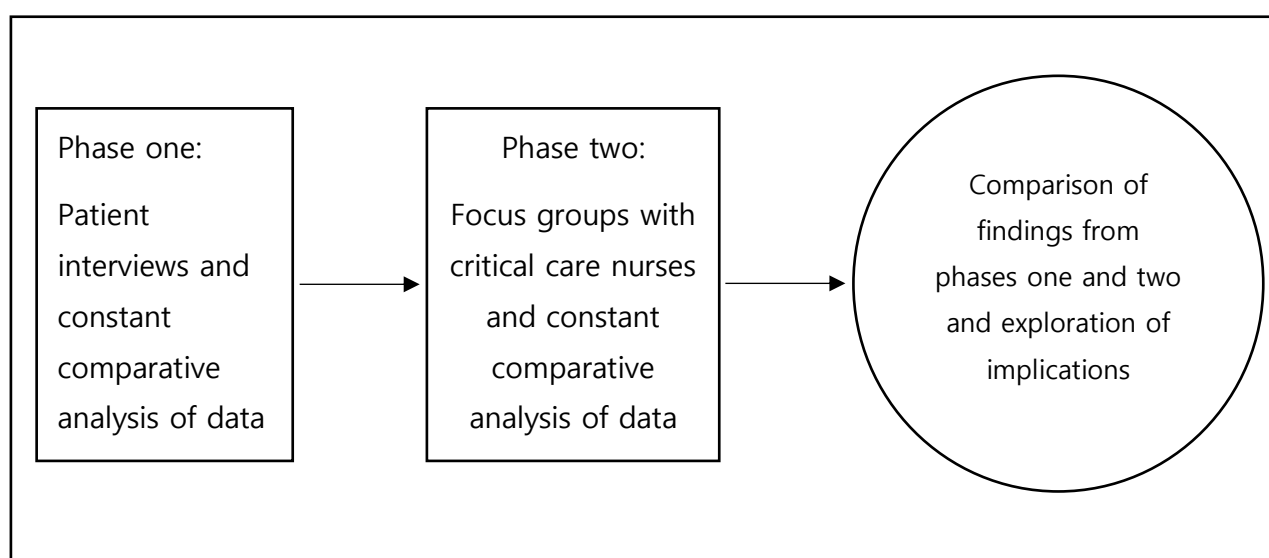 Phase one:
Patient
interviews and
constant
comparative
analysis of data
Phase two:
Focus groups with
critical care nurses
and constant
comparative
analysis of data
Comparison of
findings from
phases one and two
and exploration of
implications